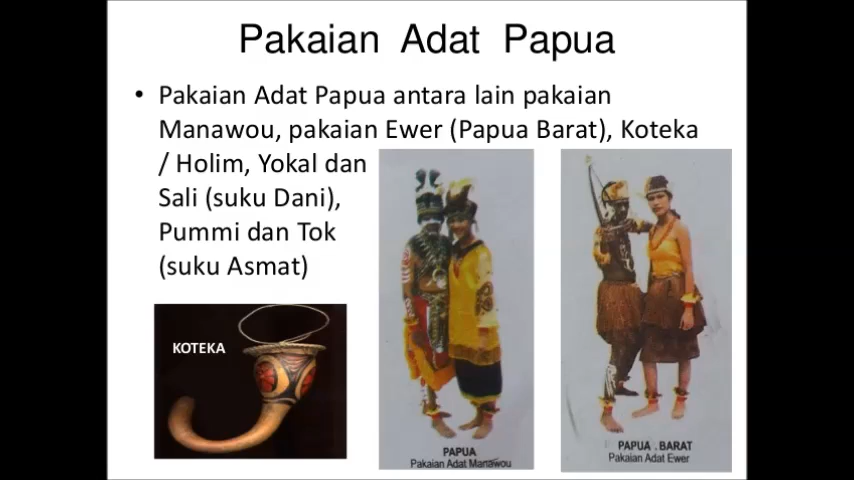 Pakaian Adat Papua
• Pakaian Adat Papua antara lain pakaian
Manawou, pakaian Ewer (Papua Barat), Koteka
/ Holim, Yokal dan
Sali (suku Dani),
Pummi dan Tok
(suku Asmat)
KOTEKA
PAPUA
Pakaian Adat Manawou
PAPUA . BARAT
Pakaian Adat Ewer